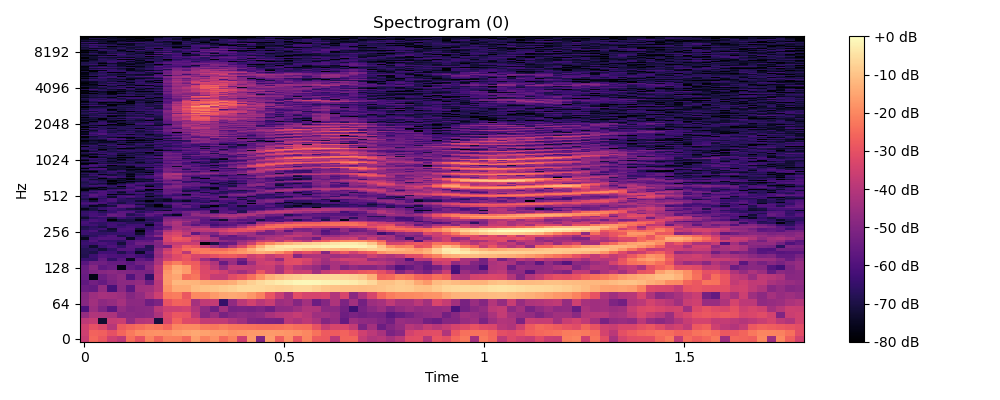 Spectrogram (0)
Hz
8192
4096
2048
1024
512
256
128
64
0
0
0.5
1
1.5
Time
+0 dB
-10 dB
-20 dB
-30 dB
-40 dB
-50 dB
-60 dB
-70 dB
-80 dB